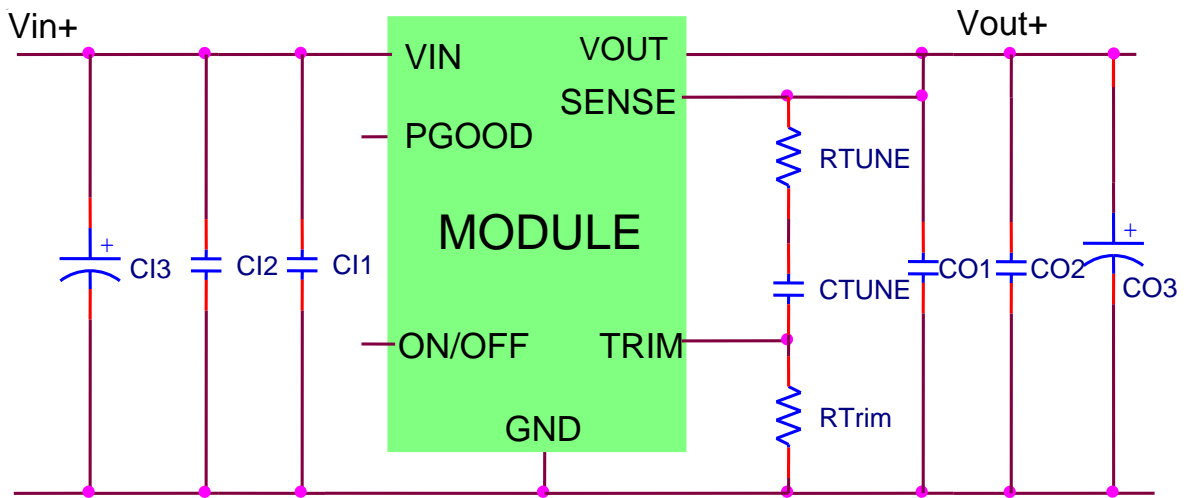 Vin+
Vout+
VIN
VOUT
SENSE
PGOOD
RTUNE
MODULE
+
CI3
CI2
CI1
CTUNE
CO1
CO2
+
CO3
ON/OFF
TRIM
RTrim
GND